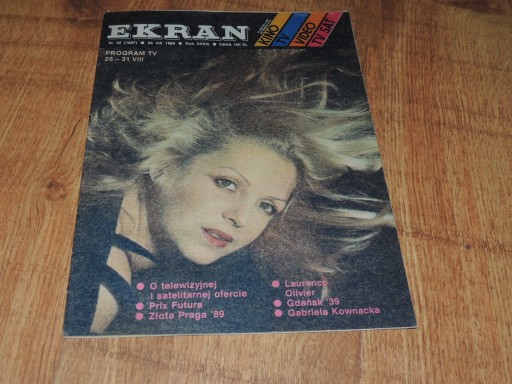 EKRAN
KINO
TV
VIDEO
TV SAT
PROGRAM TV
25 – 31 VIII
O telewizyjnej
i satelitarnej ofercie
Prix Futura
Złota Praga '89
Laurence
Olivier
Gdańsk '39
Gabriela Kownacka